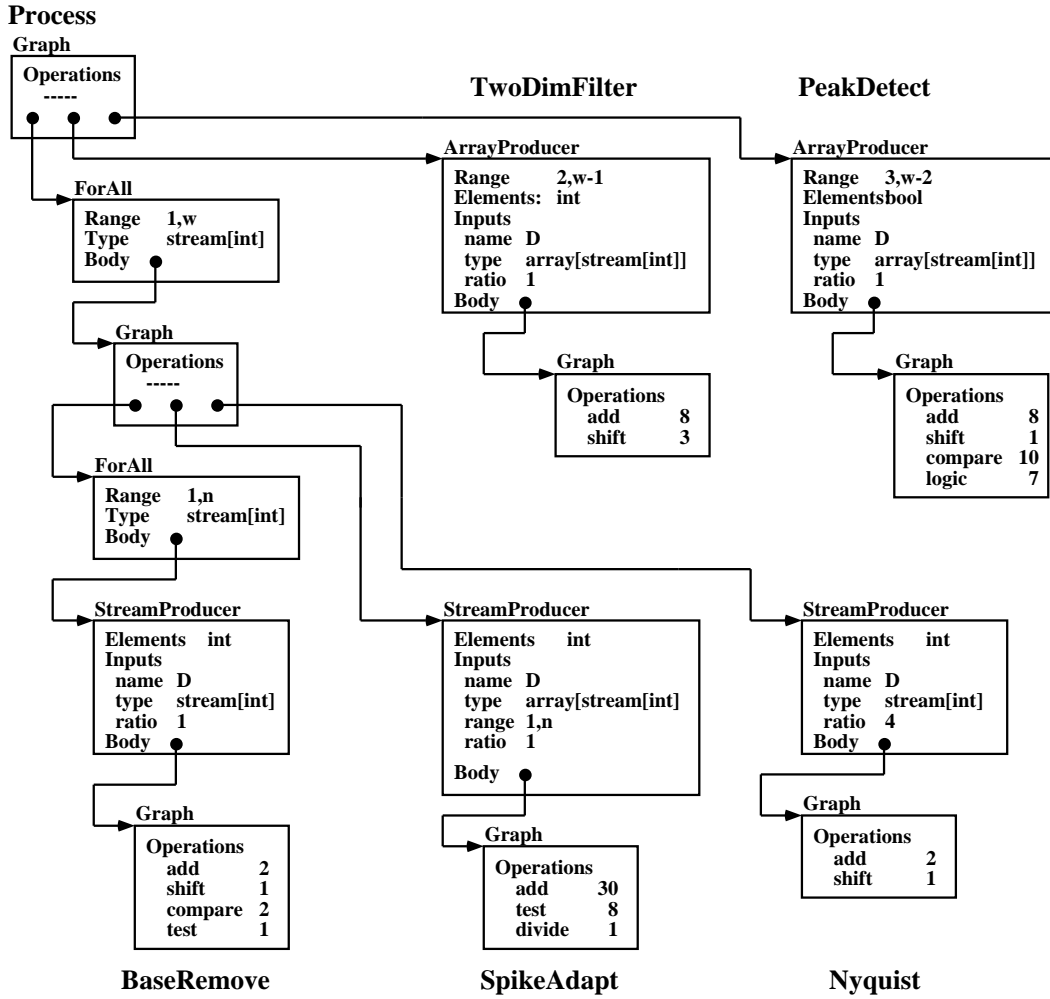 Process
Graph
Operations
-----
TwoDimFilter
PeakDetect
ArrayProducer
Range 2,w-1
Elements: int
Inputs
name D
type array[stream[int]]
ratio 1
Body
ArrayProducer
Range 3,w-2
Elements:bool
Inputs
name D
type array[stream[int]]
ratio 1
Body
ForAll
Range 1,w
Type stream[int]
Body
Graph
Operations
-----
Graph
Operations
add 8
shift 3
Graph
Operations
add 8
shift 1
compare 10
logic 7
ForAll
Range 1,n
Type stream[int]
Body
StreamProducer
Elements int
Inputs
name D
type stream[int]
ratio 1
Body
StreamProducer
Elements int
Inputs
name D
type array[stream[int]]
range 1,n
ratio 1
Body
StreamProducer
Elements int
Inputs
name D
type stream[int]
ratio 4
Body
Graph
Operations
add 2
shift 1
compare 2
test 1
Graph
Operations
add 30
test 8
divide 1
Graph
Operations
add 2
shift 1
BaseRemove
SpikeAdapt
Nyquist